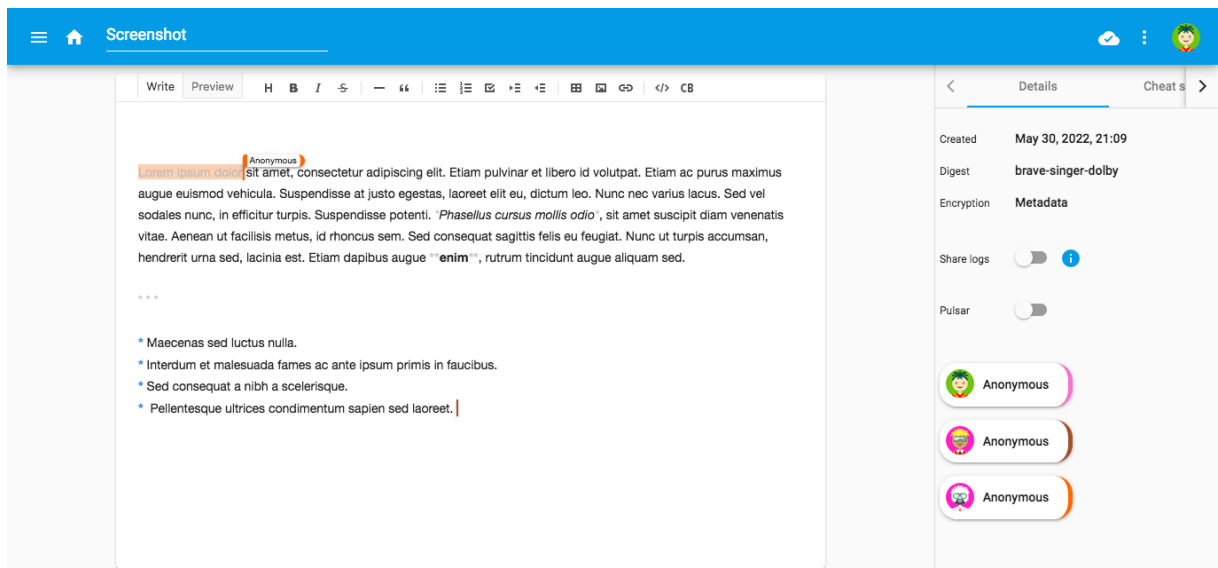 Screenshot
Write Preview H B I S — “ </> CB
Details Cheat s
Anonymous
Lorem ipsum dolor sit amet, consectetur adipiscing elit. Etiam pulvinar et libero id volutpat. Etiam ac purus maximus
augue euismod vehicula. Suspendisse at justo egestas, laoreet elit eu, dictum leo. Nunc nec varius lacus. Sed vel
sodales nunc, in efficitur turpis. Suspendisse potenti. *Phasellus cursus mollis odio*, sit amet suscipit diam venenatis
vitae. Aenean ut facilisis metus, id rhoncus sem. Sed consequat sagittis felis eu feugiat. Nunc ut turpis accumsan,
hendrerit urna sed, lacinia est. Etiam dapibus augue **enim**, rutrum tincidunt augue aliquam sed.
* * *
* Maecenas sed luctus nulla.
* Interdum et malesuada fames ac ante ipsum primis in faucibus.
* Sed consequat a nibh a scelerisque.
* Pellentesque ultrices condimentum sapien sed laoreet.
Created May 30, 2022, 21:09
Digest brave-singer-dolby
Encryption Metadata
Share logs
Pulsar
Anonymous
Anonymous
Anonymous